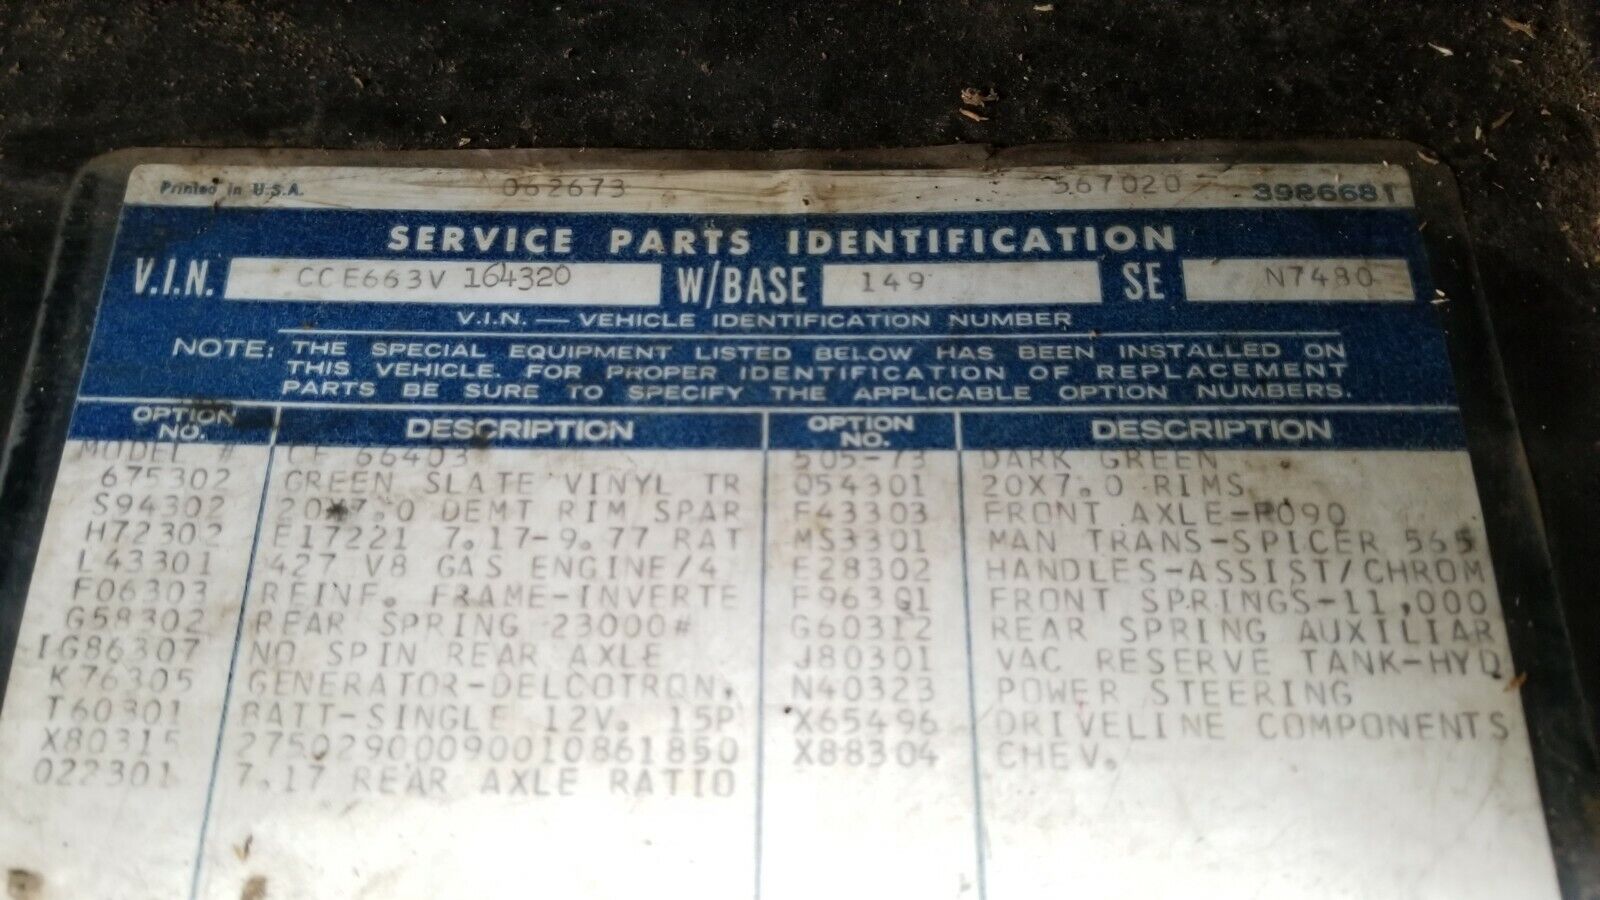 Printed in U.S.A. 062673 567020 3986681
SERVICE PARTS IDENTIFICATION
V.I.N. CCE663V 164320 W/BASE 149 SE N7480
V.I.N. — VEHICLE IDENTIFICATION NUMBER
NOTE: THE SPECIAL EQUIPMENT LISTED BELOW HAS BEEN INSTALLED ON
THIS VEHICLE. FOR PROPER IDENTIFICATION OF REPLACEMENT
PARTS BE SURE TO SPECIFY THE APPLICABLE OPTION NUMBERS.
OPTION NO. DESCRIPTION OPTION NO. DESCRIPTION
MODEL # CE 66403 505-73 DARK GREEN
675302 GREEN SLATE VINYL TR Q54301 20X7.0 RIMS
S94302 20X7.0 DEMT RIM SPAR F43303 FRONT AXLE-F090
H72302 E17221 7.17-9.77 RAT MS3301 MAN TRANS-SPICER 565
L43301 427 V8 GAS ENGINE/4 E28302 HANDLES-ASSIST/CHROM
F06303 REINF. FRAME-INVERTE F96301 FRONT SPRINGS-11,000
G58302 REAR SPRING 23000# G60312 REAR SPRING AUXILIAR
IG86307 NO SPIN REAR AXLE J80301 VAC RESERVE TANK-HYD
K76305 GENERATOR-DELCOTRON, N40323 POWER STEERING
T60301 BATT-SINGLE 12V. 15P X65496 DRIVELINE COMPONENTS
X80315 27502900090010861850 X88304 CHEV.
022301 7.17 REAR AXLE RATIO